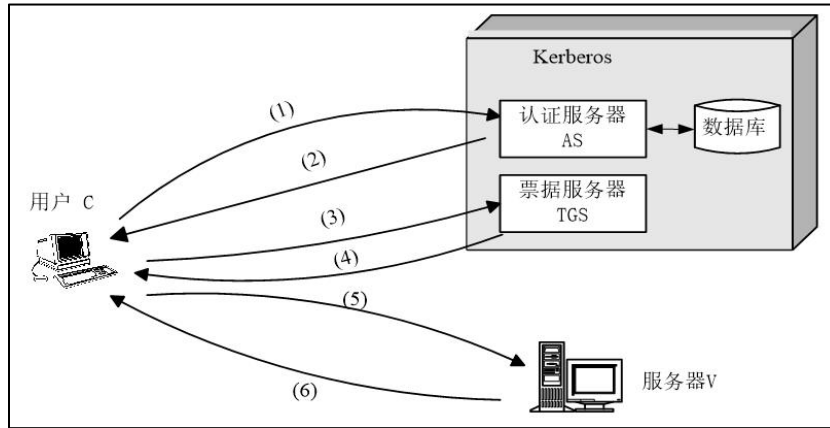 Kerberos
(1)
认证服务器
AS
数据库
(2)
用户 C
票据服务器
TGS
(3)
(4)
(5)
(6)
服务器V